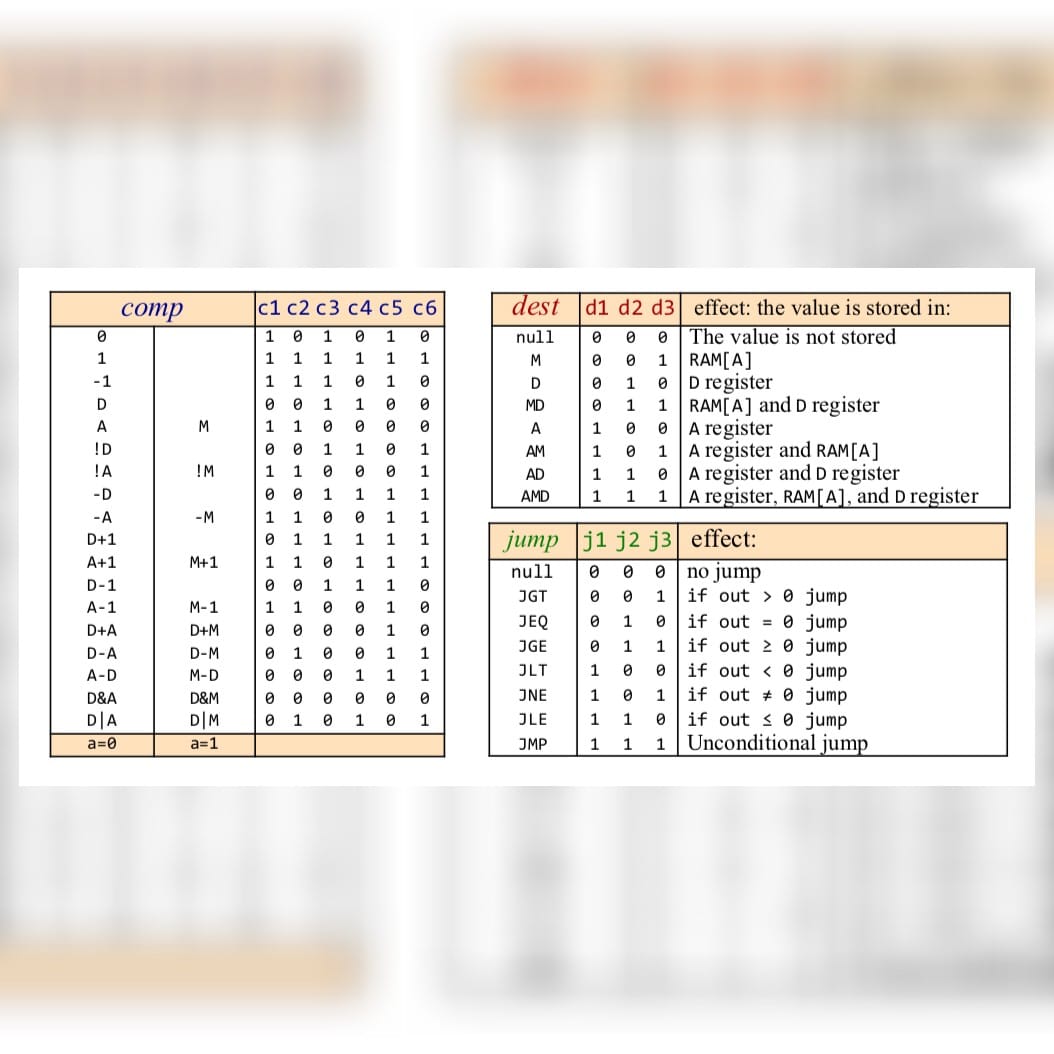 comp c1 c2 c3 c4 c5 c6
0 1 0 1 0 1 0
1 1 1 1 1 1 1
-1 1 1 1 0 1 0
D 0 0 1 1 0 0
A M 1 1 0 0 0 0
!D 0 0 1 1 0 1
!A !M 1 1 0 0 0 1
-D 0 0 1 1 1 1
-A -M 1 1 0 0 1 1
D+1 0 1 1 1 1 1
A+1 M+1 1 1 0 1 1 1
D-1 0 0 1 1 1 0
A-1 M-1 1 1 0 0 1 0
D+A D+M 0 0 0 0 1 0
D-A D-M 0 1 0 0 1 1
A-D M-D 0 0 0 1 1 1
D&A D&M 0 0 0 0 0 0
D|A D|M 0 1 0 1 0 1
a=0 a=1
dest d1 d2 d3 effect: the value is stored in:
null 0 0 0 The value is not stored
M 0 0 1 RAM[A]
D 0 1 0 D register
MD 0 1 1 RAM[A] and D register
A 1 0 0 A register
AM 1 0 1 A register and RAM[A]
AD 1 1 0 A register and D register
AMD 1 1 1 A register, RAM[A], and D register
jump j1 j2 j3 effect:
null 0 0 0 no jump
JGT 0 0 1 if out > 0 jump
JEQ 0 1 0 if out = 0 jump
JGE 0 1 1 if out ≥ 0 jump
JLT 1 0 0 if out < 0 jump
JNE 1 0 1 if out ≠ 0 jump
JLE 1 1 0 if out ≤ 0 jump
JMP 1 1 1 Unconditional jump